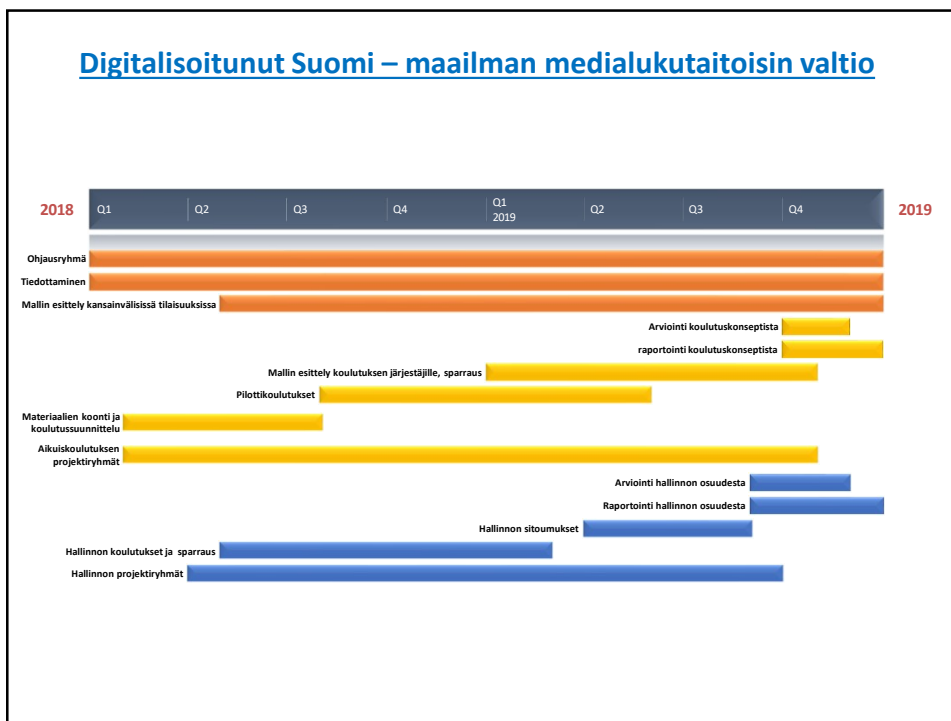 Digitalisoitunut Suomi – maailman medialukutaitoisin valtio
2018
Q1
Q2
Q3
Q4
Q1
2019
Q2
Q3
Q4
2019
Ohjausryhmä
Tiedottaminen
Mallin esittely kansainvälisissä tilaisuuksissa
Arviointi koulutuskonseptista
raportointi koulutuskonseptista
Mallin esittely koulutuksen järjestäjille, sparraus
Pilottikoulutukset
Materiaalien koonti ja
koulutussuunnittelu
Aikuiskoulutuksen
projektiryhmät
Arviointi hallinnon osuudesta
Raportointi hallinnon osuudesta
Hallinnon sitoumukset
Hallinnon koulutukset ja sparraus
Hallinnon projektiryhmät